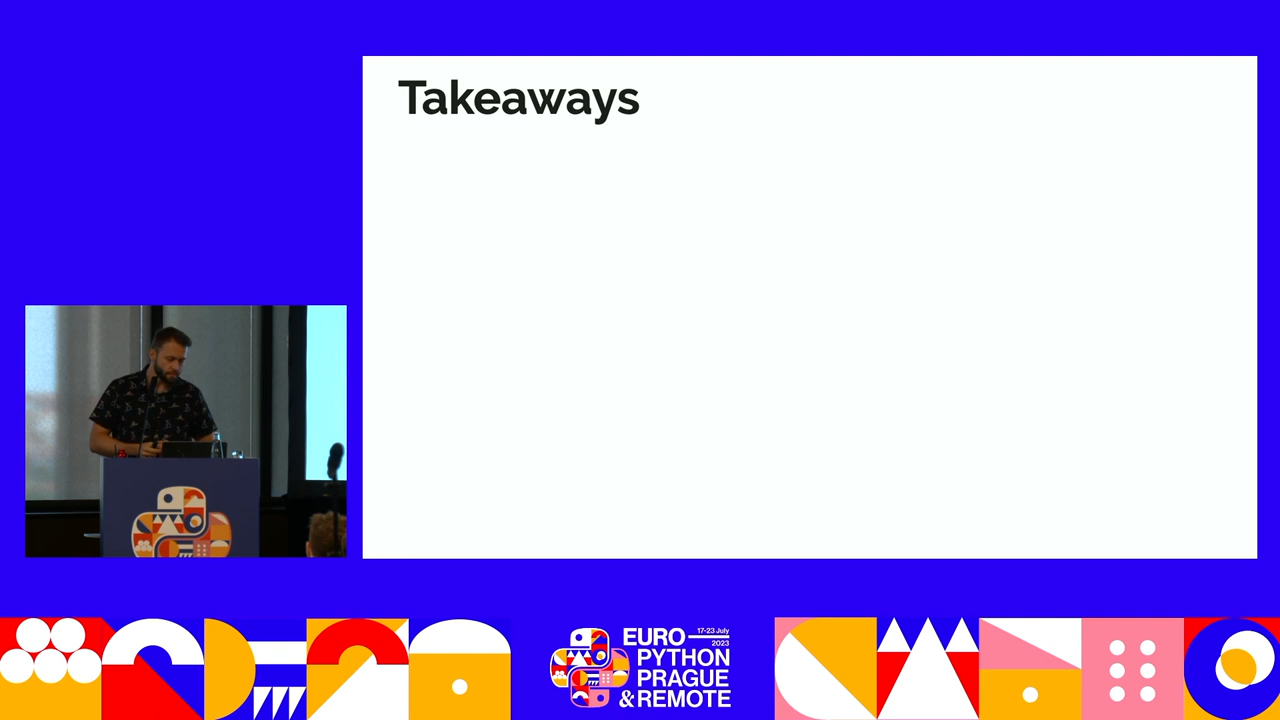 Takeaways
EURO
17-23 July
2023
PYTHON
PRAGUE
&REMOTE